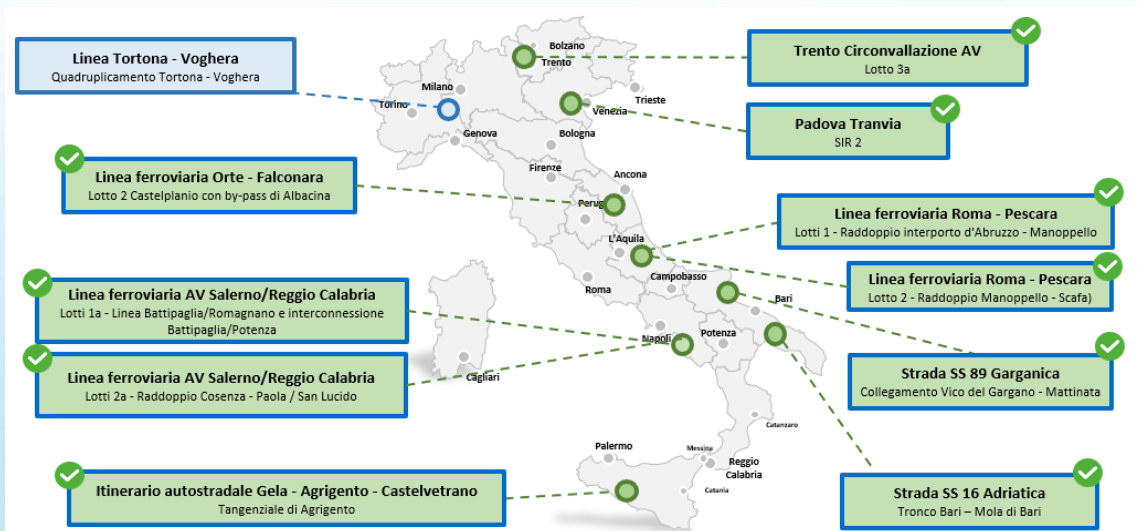 Linea Tortona - Voghera
Quadruplicamento Tortona - Voghera
Trento Circonvallazione AV
Lotto 3a
Padova Tranvia
SIR 2
Linea ferroviaria Orte - Falconara
Lotto 2 Castelplanio con by-pass di Albacina
Linea ferroviaria Roma - Pescara
Lotti 1 - Raddoppio interporto d'Abruzzo - Manoppello
Linea ferroviaria Roma - Pescara
Lotto 2 - Raddoppio Manoppello - Scafa)
Linea ferroviaria AV Salerno/Reggio Calabria
Lotti 1a - Linea Battipaglia/Romagnano e interconnessione
Battipaglia/Potenza
Linea ferroviaria AV Salerno/Reggio Calabria
Lotti 2a - Raddoppio Cosenza - Paola / San Lucido
Strada SS 89 Garganica
Collegamento Vico del Gargano - Mattinata
Itinerario autostradale Gela - Agrigento - Castelvetrano
Tangenziale di Agrigento
Strada SS 16 Adriatica
Tronco Bari – Mola di Bari
Bolzano
Trento
Milano
Torino
Venezia
Trieste
Genova
Bologna
Firenze
Ancona
Perug
L'Aquila
Roma
Campobasso
Bari
Napoli
Potenza
Cagliari
Catanzaro
Palermo
Messina
Reggio
Calabria
Catania